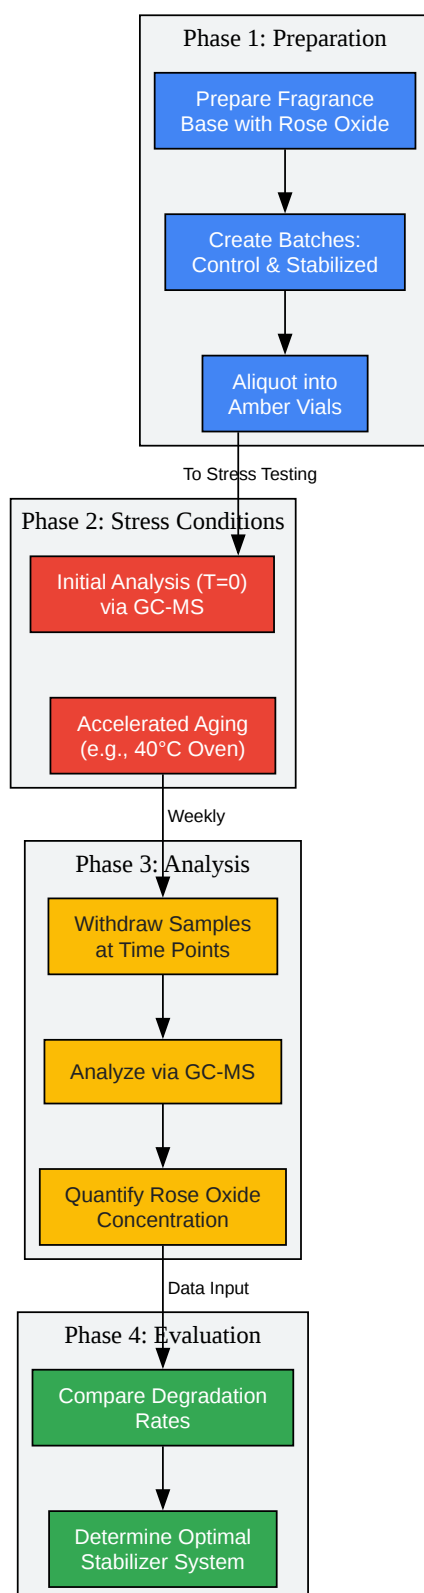 Phase 1: Preparation
Prepare Fragrance
Base with Rose Oxide
Create Batches:
Control & Stabilized
Aliquot into
Amber Vials
To Stress Testing
Phase 2: Stress Conditions
Initial Analysis (T=0)
via GC-MS
Accelerated Aging
(e.g., 40°C Oven)
Weekly
Phase 3: Analysis
Withdraw Samples
at Time Points
Analyze via GC-MS
Quantify Rose Oxide
Concentration
Data Input
Phase 4: Evaluation
Compare Degradation
Rates
Determine Optimal
Stabilizer System